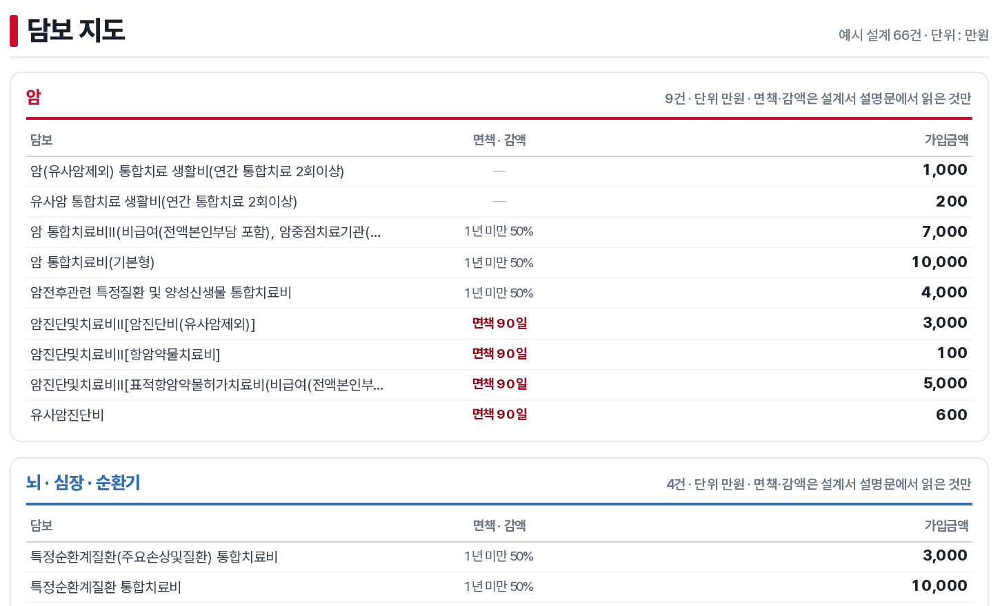 담보 지도
예시 설계 66건 · 단위 : 만원
암
9건 · 단위 만원 · 면책·감액은 설계서 설명문에서 읽은 것만
담보 면책 · 감액 가입금액
암(유사암제외) 통합치료 생활비(연간 통합치료 2회이상) — 1,000
유사암 통합치료 생활비(연간 통합치료 2회이상) — 200
암 통합치료비II(비급여(전액본인부담 포함), 암중점치료기관(... 1년 미만 50% 7,000
암 통합치료비(기본형) 1년 미만 50% 10,000
암전후관련 특정질환 및 양성신생물 통합치료비 1년 미만 50% 4,000
암진단및치료비II[암진단비(유사암제외)] 면책 90일 3,000
암진단및치료비II[항암약물치료비] 면책 90일 100
암진단및치료비II[표적항암약물허가치료비(비급여(전액본인부... 면책 90일 5,000
유사암진단비 면책 90일 600
뇌 · 심장 · 순환기
4건 · 단위 만원 · 면책·감액은 설계서 설명문에서 읽은 것만
담보 면책 · 감액 가입금액
특정순환계질환(주요손상및질환) 통합치료비 1년 미만 50% 3,000
특정순환계질환 통합치료비 1년 미만 50% 10,000